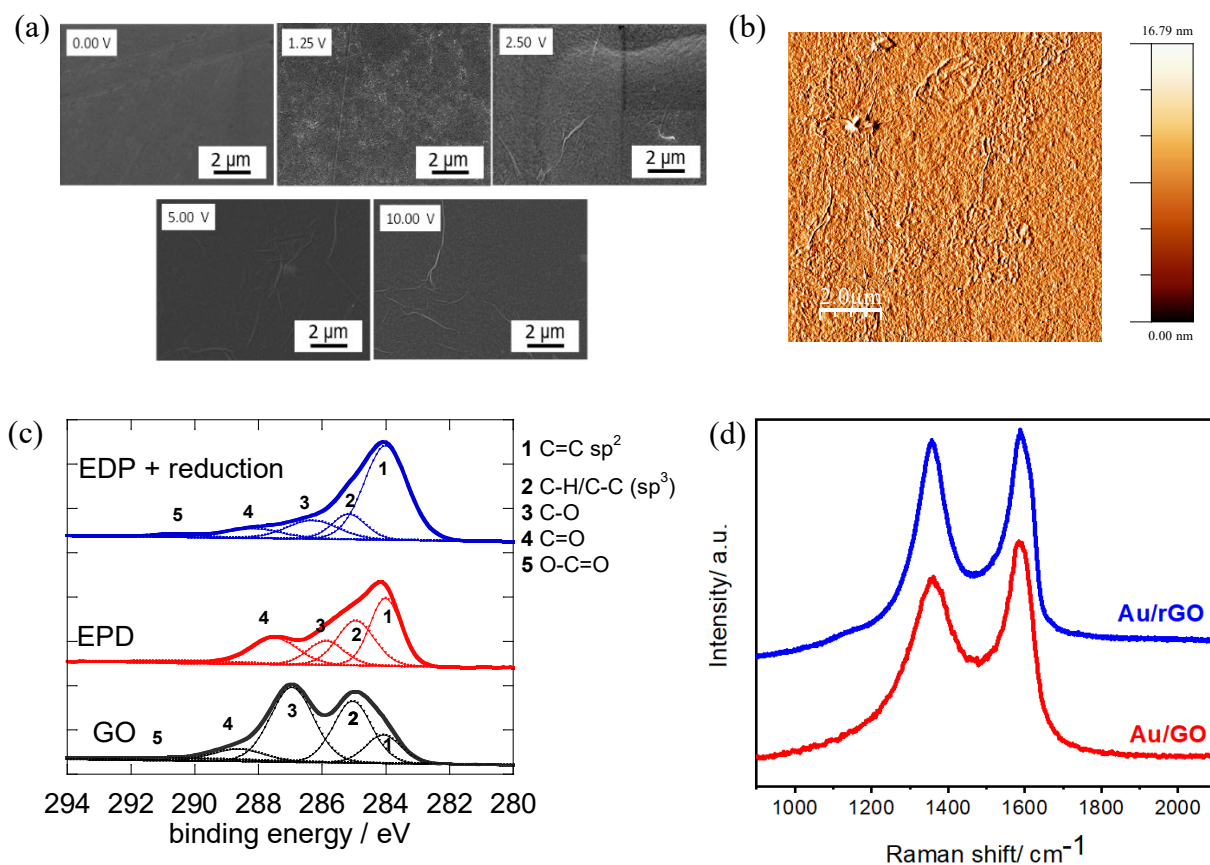 (a)
0.00 V
2 μm
1.25 V
2 μm
2.50 V
2 μm
5.00 V
2 μm
10.00 V
2 μm
(b)
2.0μm
16.79 nm
0.00 nm
(c)
EDP + reduction
5
4
3
2
1
1 C=C sp²
2 C-H/C-C (sp³)
3 C-O
4 C=O
5 O-C=O
EPD
4
3
2
1
GO
5
4
3
2
1
294 292 290 288 286 284 282 280
binding energy / eV
(d)
Intensity/ a.u.
Au/rGO
Au/GO
1000 1200 1400 1600 1800 2000
Raman shift/ cm⁻¹